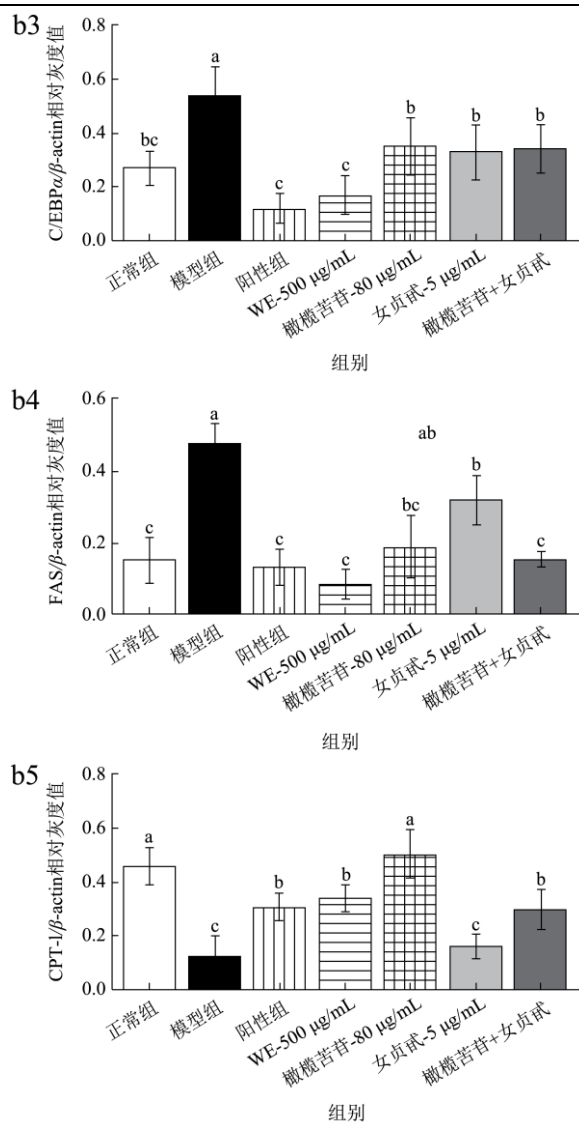 b3
C/EBPα/β-actin相对灰度值
0.8
0.6
0.4
0.2
0.0
bc
a
c
c
b
b
b
正常组
模型组
阳性组
WE-500 μg/mL
橄榄苦苷-80 μg/mL
女贞甙-5 μg/mL
橄榄苦苷+女贞甙
组别
b4
FAS/β-actin相对灰度值
0.6
0.4
0.2
0.0
c
a
c
c
bc
ab
b
c
正常组
模型组
阳性组
WE-500 μg/mL
橄榄苦苷-80 μg/mL
女贞甙-5 μg/mL
橄榄苦苷+女贞甙
组别
b5
CPT-1/β-actin相对灰度值
0.8
0.6
0.4
0.2
0.0
a
c
b
b
a
c
b
正常组
模型组
阳性组
WE-500 μg/mL
橄榄苦苷-80 μg/mL
女贞甙-5 μg/mL
橄榄苦苷+女贞甙
组别